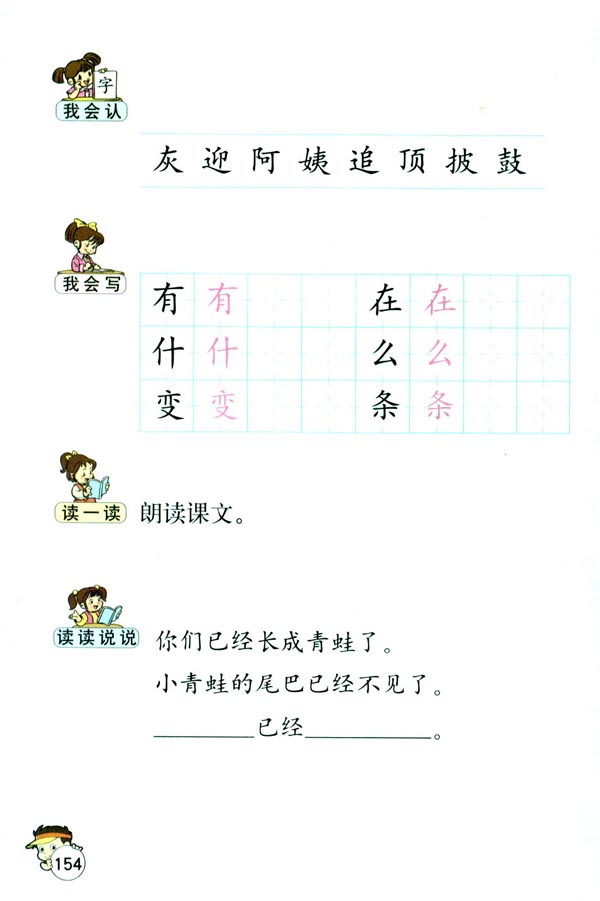 字
我会认
灰 迎 阿 姨 追 顶 披 鼓
我会写
有 有 在 在
什 什 么 么
变 变 条 条
读一读 朗读课文。
读读说说 你们已经长成青蛙了。
小青蛙的尾巴已经不见了。
________已经__________。
154